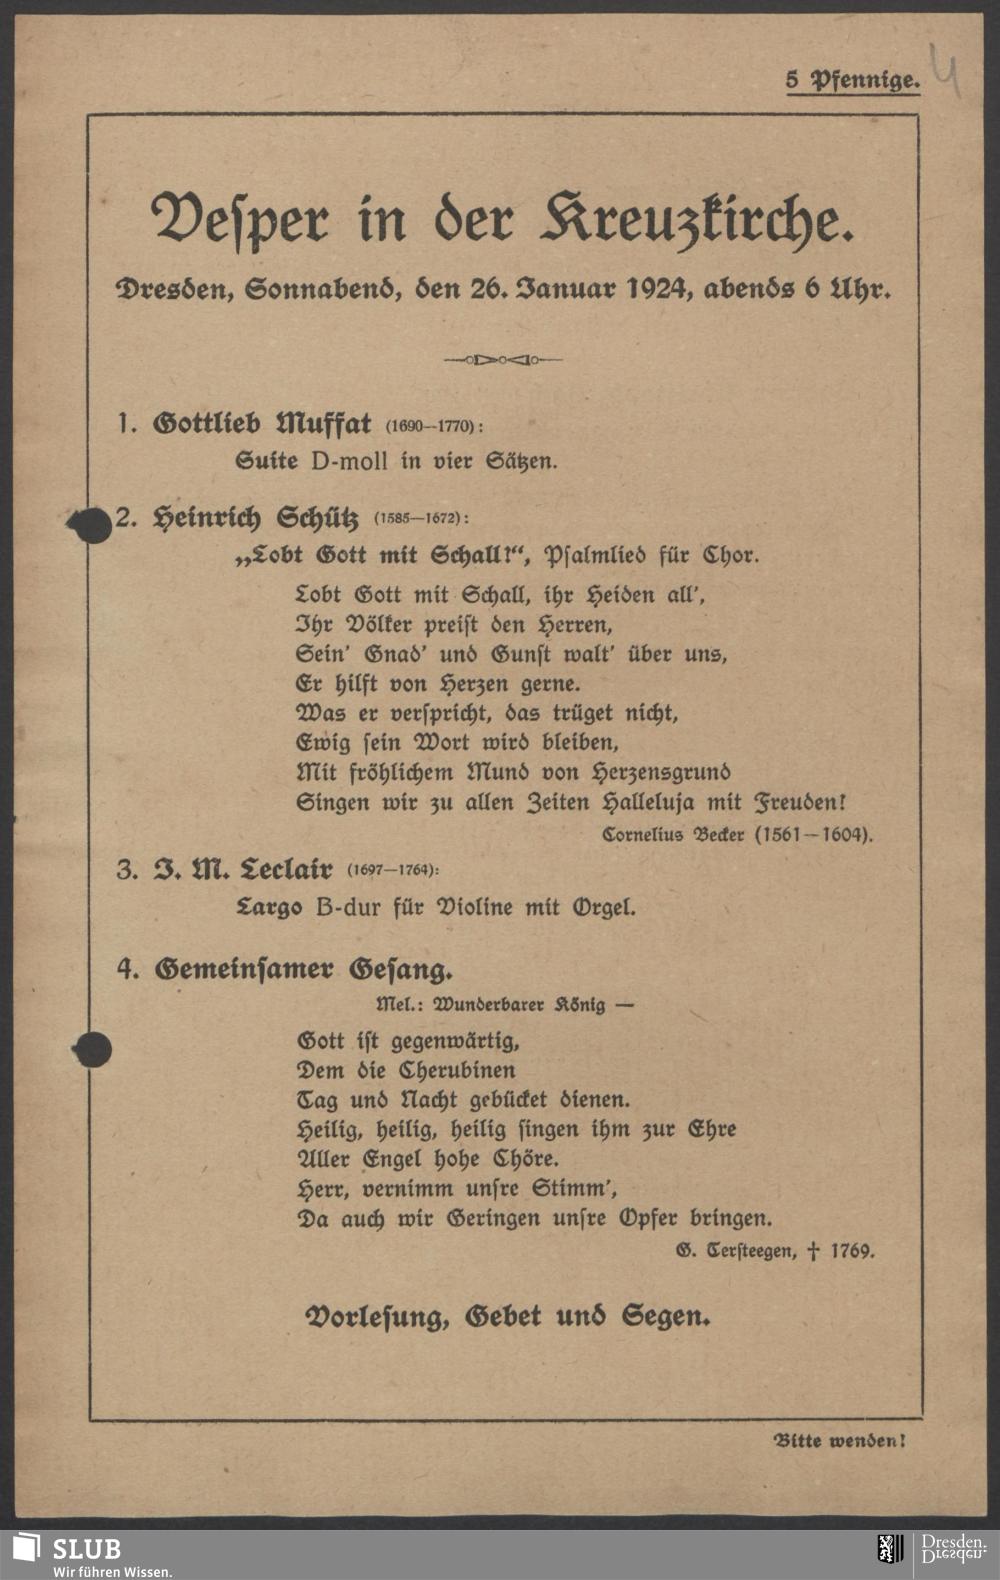 5 Pfennige.
4
Vesper in der Kreuzkirche.
Dresden, Sonnabend, den 26. Januar 1924, abends 6 Uhr.
1. Gottlieb Muffat (1690—1770):
Suite D-moll in vier Sätzen.
2. Heinrich Schütz (1585—1672):
„Lobt Gott mit Schall!“, Psalmlied für Chor.
Lobt Gott mit Schall, ihr Heiden all’,
Ihr Völker preist den Herren,
Sein’ Gnad’ und Gunst walt’ über uns,
Er hilft von Herzen gerne.
Was er verspricht, das trüget nicht,
Ewig sein Wort wird bleiben,
Mit fröhlichem Mund von Herzensgrund
Singen wir zu allen Zeiten Halleluja mit Freuden!
Cornelius Becker (1561—1604).
3. J. M. Leclair (1697—1764):
Largo B-dur für Violine mit Orgel.
4. Gemeinsamer Gesang.
Mel.: Wunderbarer König —
Gott ist gegenwärtig,
Dem die Cherubinen
Tag und Nacht gebücket dienen.
Heilig, heilig, heilig singen ihm zur Ehre
Aller Engel hohe Chöre.
Herr, vernimm unsre Stimm’,
Da auch wir Geringen unsre Opfer bringen.
G. Tersteegen, † 1769.
Vorlesung, Gebet und Segen.
Bitte wenden!
SLUB
Wir führen Wissen.
Dresden.
Dresden.